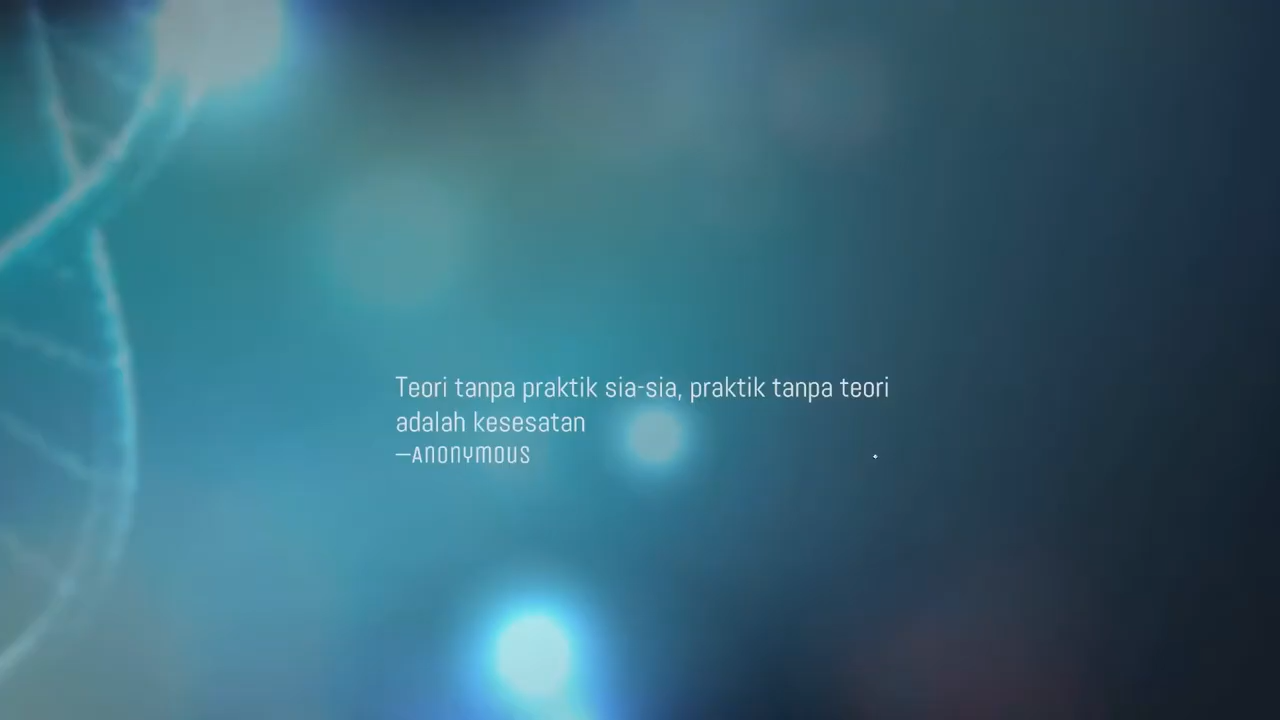 Teori tanpa praktik sia-sia, praktik tanpa teori
adalah kesesatan
—ANONYMOUS